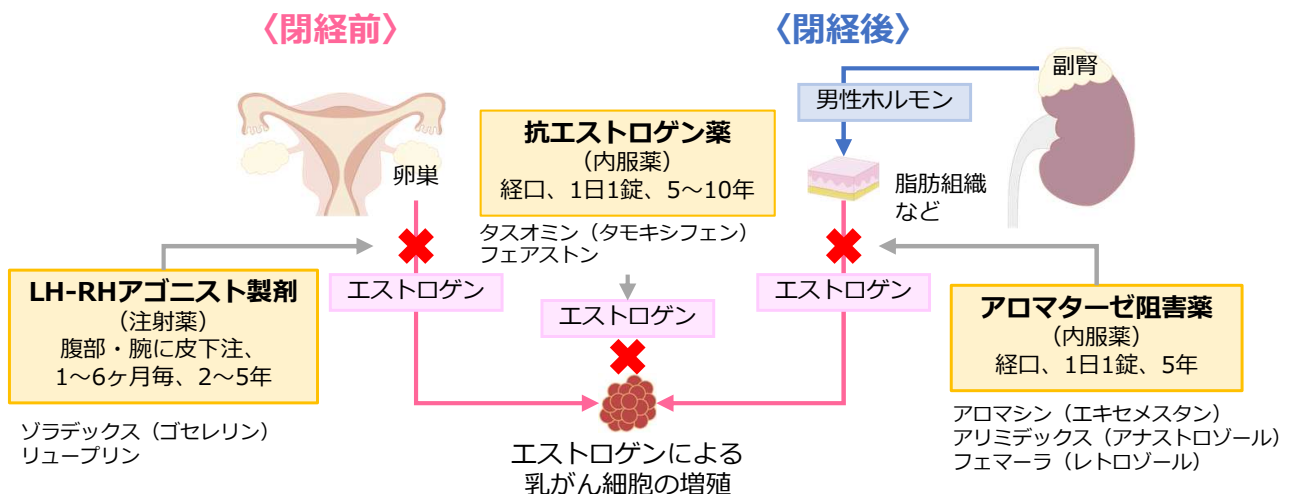 〈閉経前〉
〈閉経後〉
副腎
男性ホルモン
卵巣
抗エストロゲン薬
（内服薬）
経口、1日1錠、5～10年
脂肪組織
など
タスオミン（タモキシフェン）
フェアストン
エストロゲン
エストロゲン
エストロゲン
LH-RHアゴニスト製剤
（注射薬）
腹部・腕に皮下注、
1～6ヶ月毎、2～5年
アロマターゼ阻害薬
（内服薬）
経口、1日1錠、5年
ゾラデックス（ゴセレリン）
リュープリン
アロマシン（エキセメスタン）
アリミデックス（アナストロゾール）
フェマーラ（レトロゾール）
エストロゲンによる
乳がん細胞の増殖